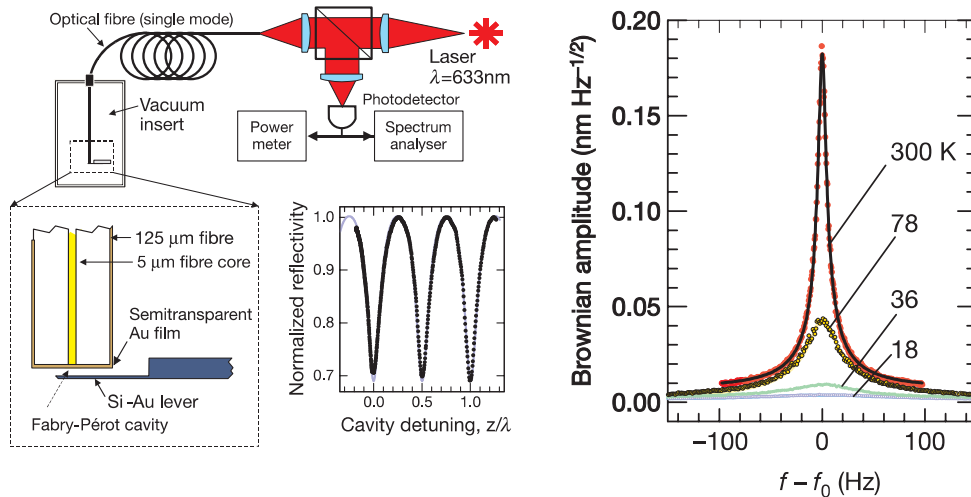 Optical fibre (single mode)
Laser
λ=633nm
Photodetector
Vacuum
insert
Power
meter
Spectrum
analyser
125 μm fibre
5 μm fibre core
Semitransparent
Au film
Si-Au lever
Fabry-Pérot cavity
Normalized reflectivity
1.0
0.9
0.8
0.7
0.0
0.5
1.0
Cavity detuning, z/λ
Brownian amplitude (nm Hz–1/2)
0.20
0.15
0.10
0.05
0.00
300 K
78
36
18
−100
0
100
f – f0 (Hz)